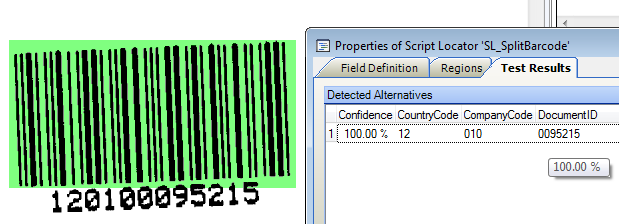 120100095215
Properties of Script Locator 'SL_SplitBarcode'
Field Definition Regions Test Results
Detected Alternatives
Confidence CountryCode CompanyCode DocumentID
1 100.00 % 12 010 0095215
100.00 %